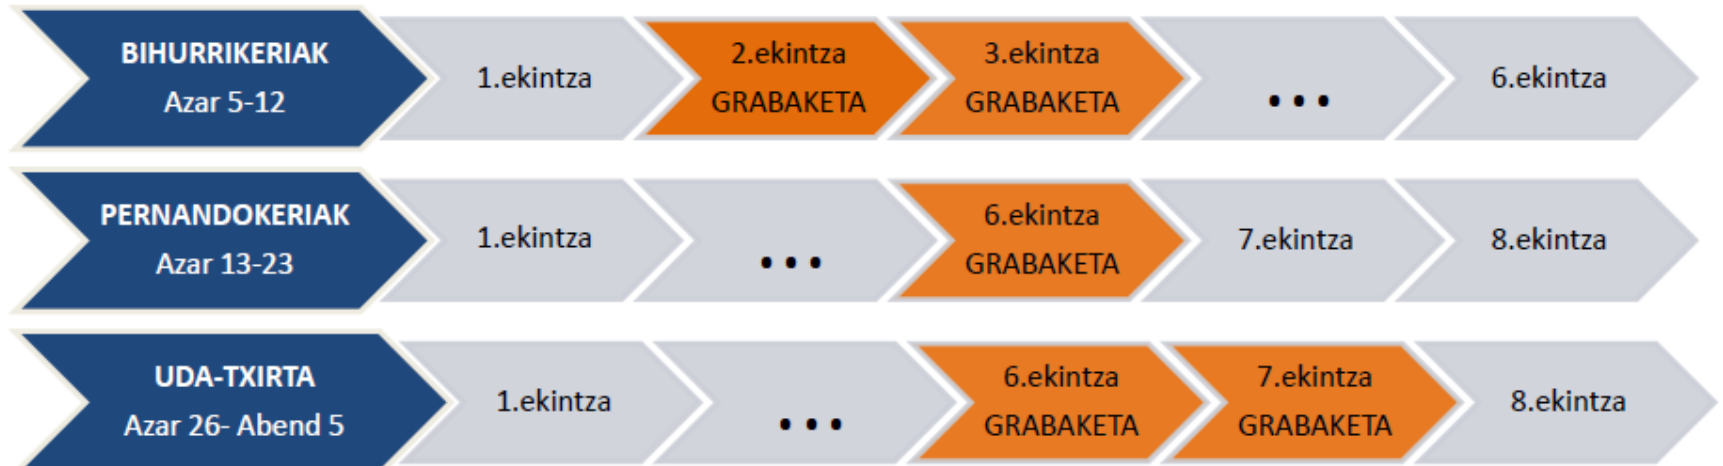 BIHURRIKERIAK
Azar 5-12
1.ekintza
2.ekintza
GRABAKETA
3.ekintza
GRABAKETA
...
6.ekintza
PERNANDOKERIAK
Azar 13-23
1.ekintza
...
6.ekintza
GRABAKETA
7.ekintza
8.ekintza
UDA-TXIRTA
Azar 26- Abend 5
1.ekintza
...
6.ekintza
GRABAKETA
7.ekintza
GRABAKETA
8.ekintza